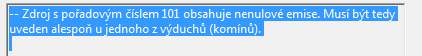 -- Zdroj s pořadovým číslem 101 obsahuje nenulové emise. Musí být tedy
uveden alespoň u jednoho z výduchů (komínů).